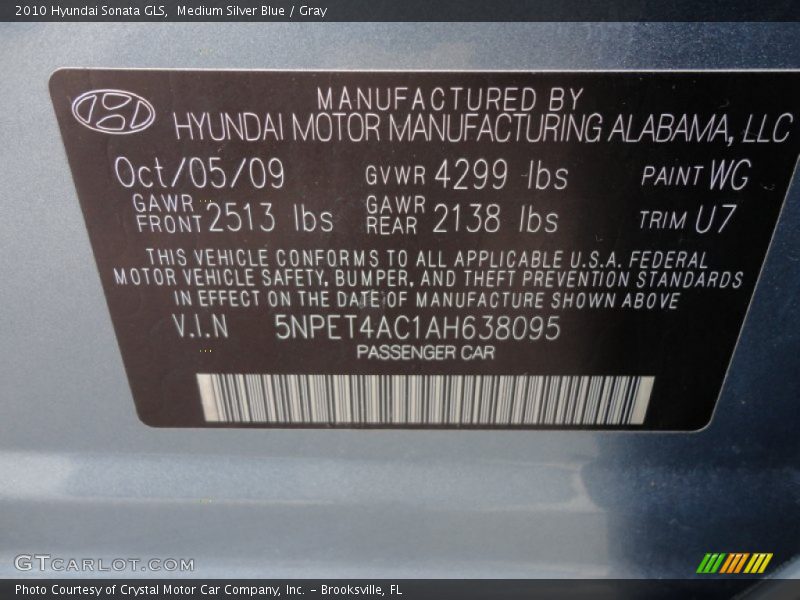 2010 Hyundai Sonata GLS, Medium Silver Blue / Gray
MANUFACTURED BY
HYUNDAI MOTOR MANUFACTURING ALABAMA, LLC
Oct/05/09 GVWR 4299 lbs PAINT WG
GAWR FRONT 2513 lbs GAWR REAR 2138 lbs TRIM U7
THIS VEHICLE CONFORMS TO ALL APPLICABLE U.S.A. FEDERAL
MOTOR VEHICLE SAFETY, BUMPER, AND THEFT PREVENTION STANDARDS
IN EFFECT ON THE DATE OF MANUFACTURE SHOWN ABOVE
V.I.N 5NPET4AC1AH638095
PASSENGER CAR
GTCARLOT.COM
Photo Courtesy of Crystal Motor Car Company, Inc. - Brooksville, FL